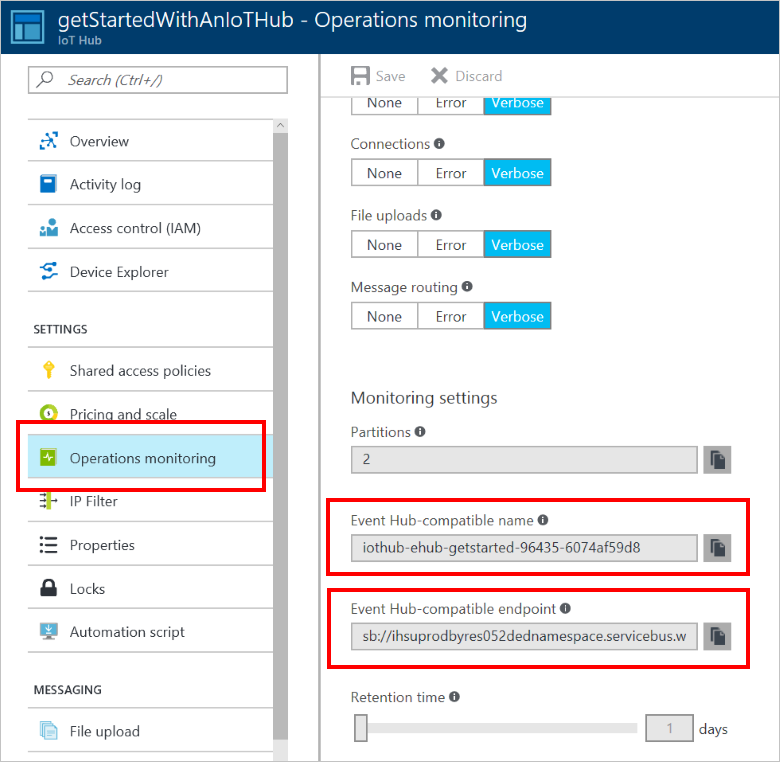 getStartedWithAnIoTHub - Operations monitoring
IoT Hub
Search (Ctrl+/)
Overview
Activity log
Access control (IAM)
Device Explorer
SETTINGS
Shared access policies
Pricing and scale
Operations monitoring
IP Filter
Properties
Locks
Automation script
MESSAGING
File upload
Save Discard
None Error Verbose
Connections
None Error Verbose
File uploads
None Error Verbose
Message routing
None Error Verbose
Monitoring settings
Partitions
2
Event Hub-compatible name
iothub-ehub-getstarted-96435-6074af59d8
Event Hub-compatible endpoint
sb://ihsuprodbyres052dednamespace.servicebus.w
Retention time
1 days